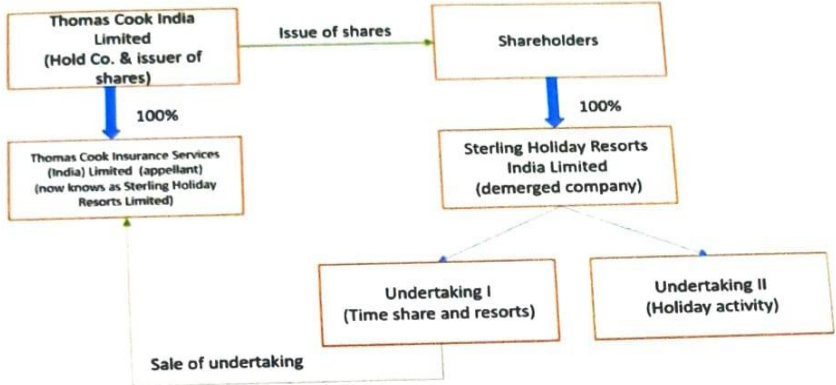 Thomas Cook India
Limited
(Hold Co. & issuer of
shares)
Issue of shares
Shareholders
100%
100%
Thomas Cook Insurance Services
(India) Limited (appellant)
(now knows as Sterling Holiday
Resorts Limited)
Sterling Holiday Resorts
India Limited
(demerged company)
Undertaking I
(Time share and resorts)
Undertaking II
(Holiday activity)
Sale of undertaking